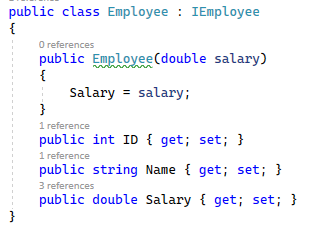 public class Employee : IEmployee
{
0 references
public Employee(double salary)
{
Salary = salary;
}
1 reference
public int ID { get; set; }
1 reference
public string Name { get; set; }
3 references
public double Salary { get; set; }
}